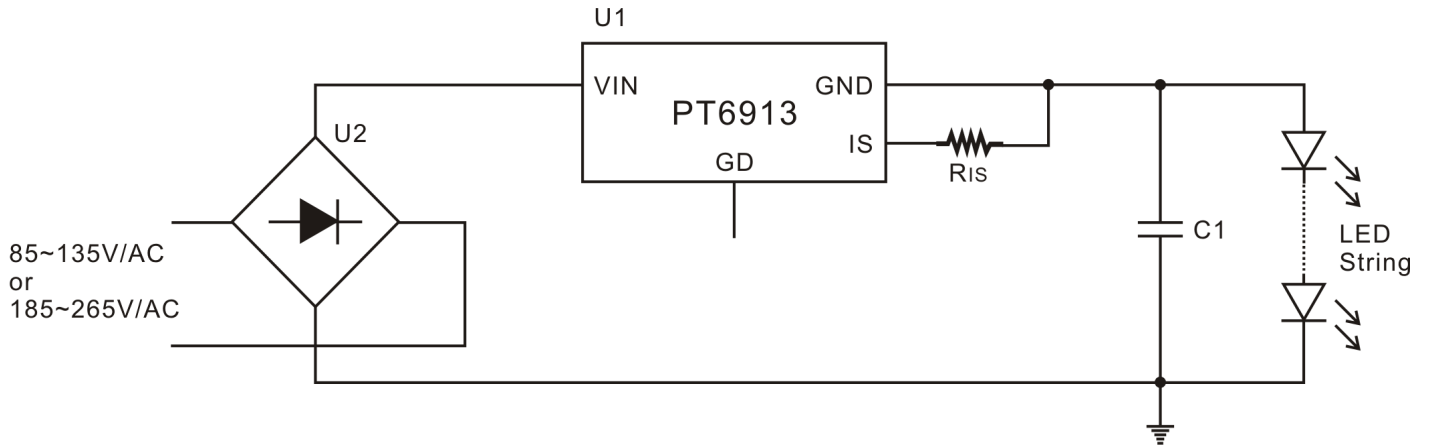 U1
VIN
GND
PT6913
IS
GD
RIS
U2
85~135V/AC
or
185~265V/AC
C1
LED
String